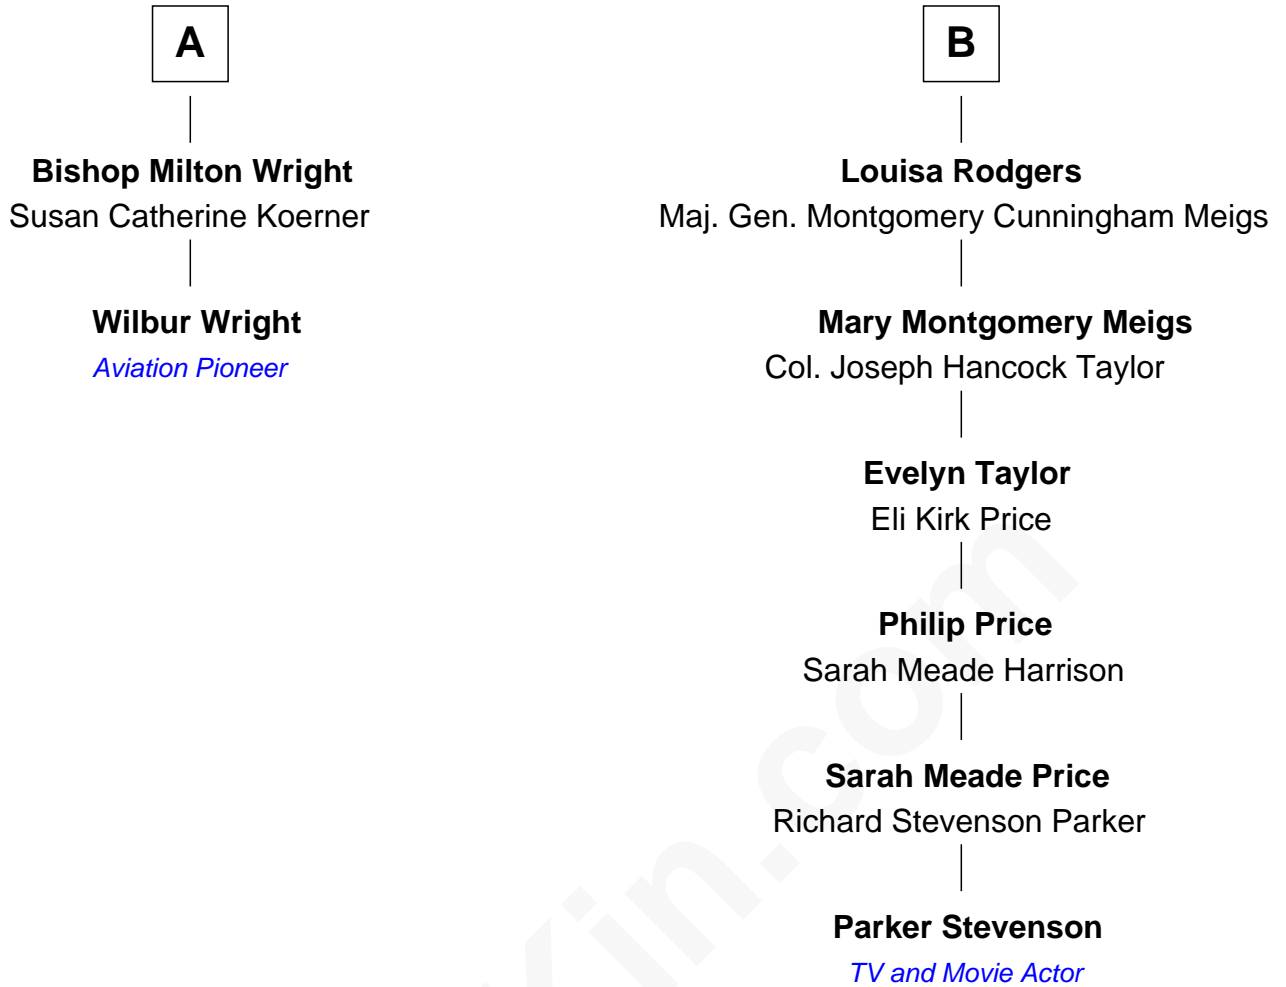 A
Bishop Milton Wright
Susan Catherine Koerner
Wilbur Wright
Aviation Pioneer
B
Louisa Rodgers
Maj. Gen. Montgomery Cunningham Meigs
Mary Montgomery Meigs
Col. Joseph Hancock Taylor
Evelyn Taylor
Eli Kirk Price
Philip Price
Sarah Meade Harrison
Sarah Meade Price
Richard Stevenson Parker
Parker Stevenson
TV and Movie Actor
Kin.com